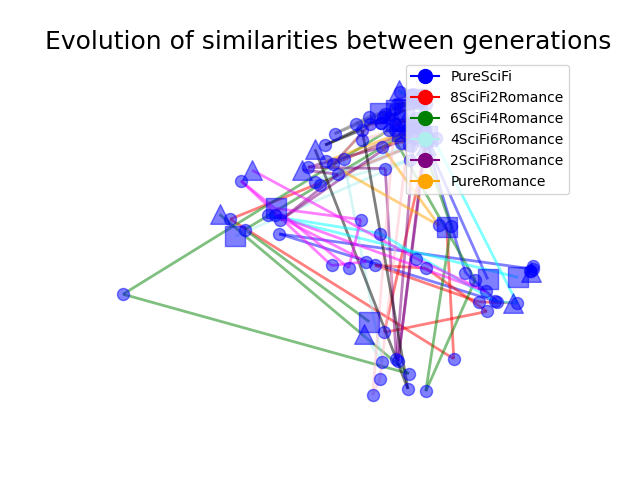 Evolution of similarities between generations
PureSciFi
8SciFi2Romance
6SciFi4Romance
4SciFi6Romance
2SciFi8Romance
PureRomance